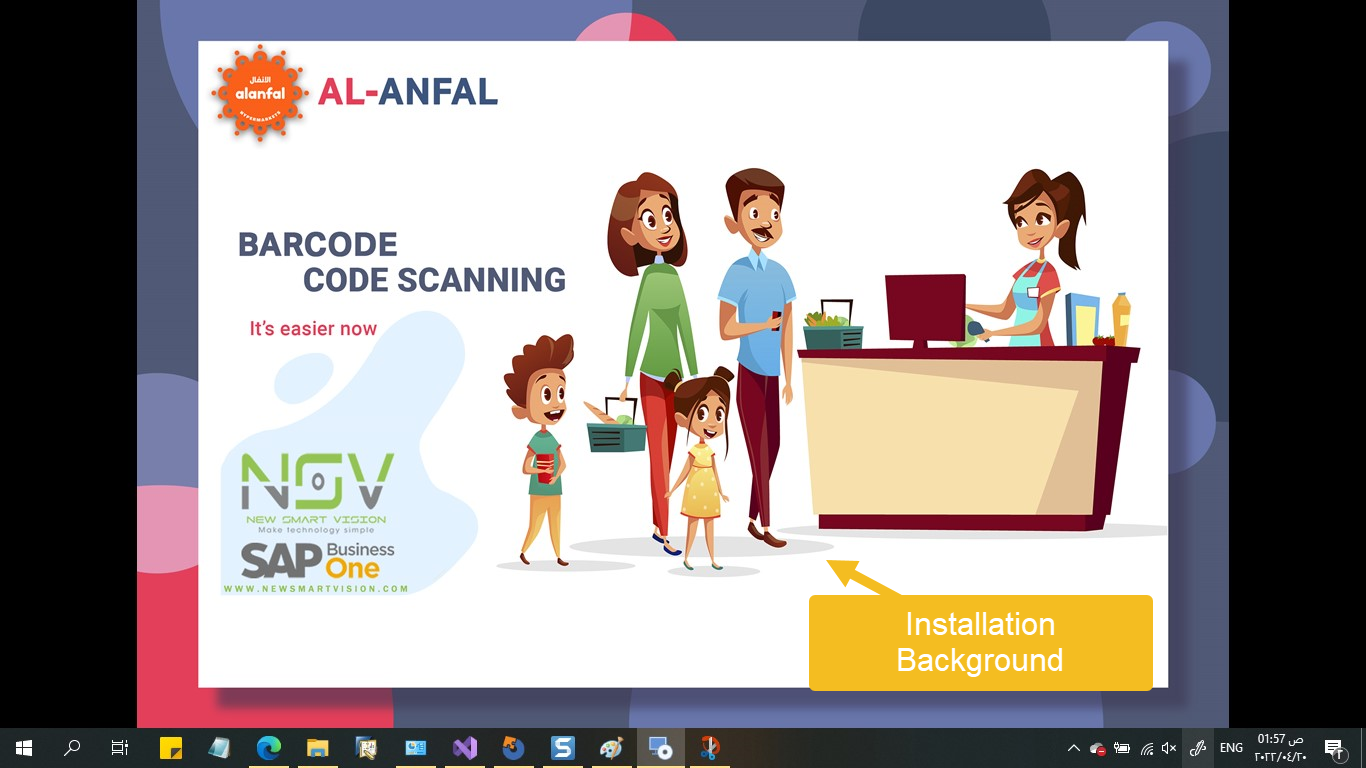 الأنفال
alanfal
HYPERMARKETS
AL-ANFAL
BARCODE
CODE SCANNING
It's easier now
NSV
NEW SMART VISION
Make technology simple
SAP Business
One
WWW.NEWSMARTVISION.COM
Installation
Background
S
ENG
01:57 ص
٢٠٢٢/٠٤/٢٠
٢